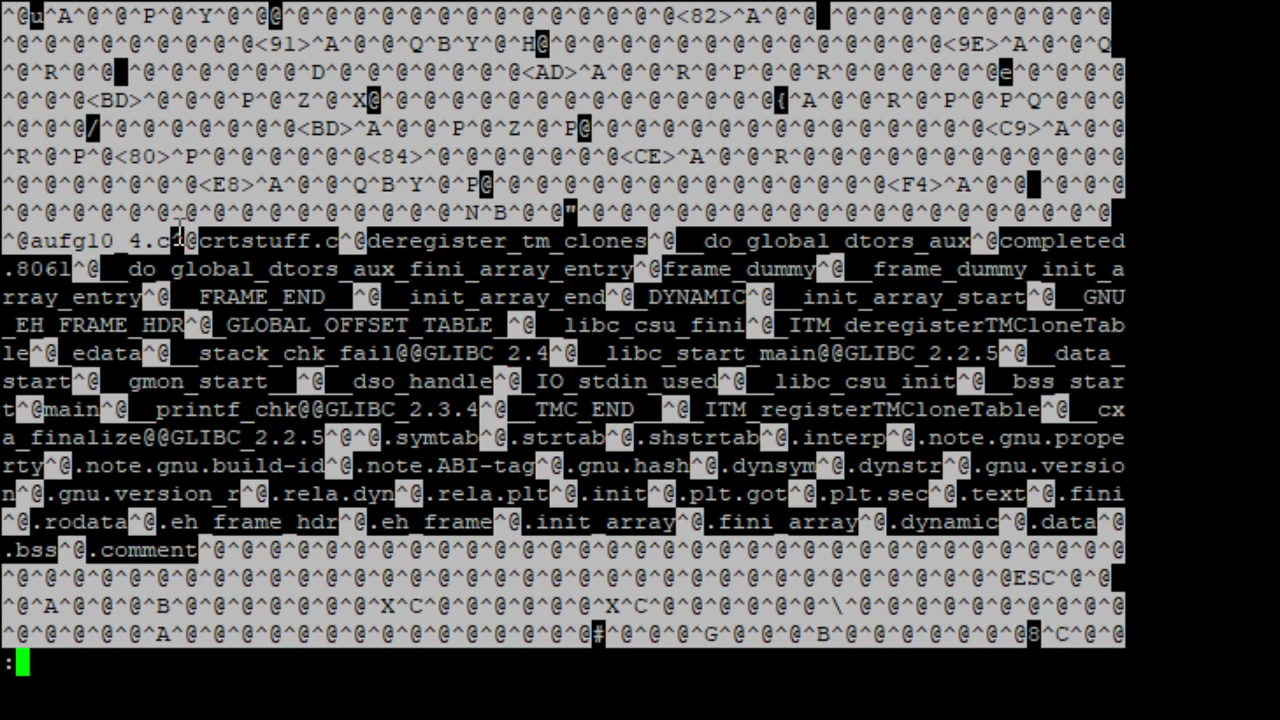 ^@u^A^@^@^P^@^Y^@^@@^@^@^@^@^@^@^@^@^@^@^@^@^@^@<82>^A^@^@ ^@^@^@^@^@^@^@^@^@^@
^@^@^@^@^@^@^@^@^@<91>^A^@^@^Q^B^Y^@H@^@^@^@^@^@^@^@^@^@^@^@^@^@^@<9E>^A^@^@^Q
^@^R^@^@ ^@^@^@^@^@^@^D^@^@^@^@^@^@^@<AD>^A^@^@^R^@^P^@^@^R^@^@^@^@^@^@e^@^@^@^@
^@^@^@<BD>^@^@^@^P^@^Z^@^X@^@^@^@^@^@^@^@^@^@^@^@^@^@^@{^A^@^@^R^@^P^@^P^Q^@^@^@
^@^@^@/^@^@^@^@^@^@^@<BD>^A^@^@^P^@^Z^@^P@^@^@^@^@^@^@^@^@^@^@^@^@^@^@<C9>^A^@^@
^R^@^P^@<80>^P^@^@^@^@^@^@<84>^@^@^@^@^@^@^@<CE>^A^@^@^R^@^@^@^@^@^@^@^@^@^@^@^@
^@^@^@^@^@^@^@<E8>^A^@^@^Q^B^Y^@^P@^@^@^@^@^@^@^@^@^@^@^@^@^@^@<F4>^A^@^@ ^@^@^@
^@^@^@^@^@^@^@^@^@^@^@^@^@^@^@^@^N^B^@^@"^@^@^@^@^@^@^@^@^@^@^@^@^@^@^@^@^@^@^@
^@aufg10_4.c^@crtstuff.c^@deregister_tm_clones^@__do_global_dtors_aux^@completed
.8061^@__do_global_dtors_aux_fini_array_entry^@frame_dummy^@__frame_dummy_init_a
rray_entry^@__FRAME_END__^@__init_array_end^@_DYNAMIC^@__init_array_start^@__GNU
_EH_FRAME_HDR^@_GLOBAL_OFFSET_TABLE_^@__libc_csu_fini^@_ITM_deregisterTMCloneTab
le^@_edata^@__stack_chk_fail@@GLIBC_2.4^@__libc_start_main@@GLIBC_2.2.5^@__data_
start^@__gmon_start__^@__dso_handle^@_IO_stdin_used^@__libc_csu_init^@__bss_star
t^@main^@__printf_chk@@GLIBC_2.3.4^@__TMC_END__^@_ITM_registerTMCloneTable^@__cx
a_finalize@@GLIBC_2.2.5^@^@.symtab^@.strtab^@.shstrtab^@.interp^@.note.gnu.prope
rty^@.note.gnu.build-id^@.note.ABI-tag^@.gnu.hash^@.dynsym^@.dynstr^@.gnu.versio
n^@.gnu.version_r^@.rela.dyn^@.rela.plt^@.init^@.plt.got^@.plt.sec^@.text^@.fini
^@.rodata^@.eh_frame_hdr^@.eh_frame^@.init_array^@.fini_array^@.dynamic^@.data^@
.bss^@.comment^@^@^@^@^@^@^@^@^@^@^@^@^@^@^@^@^@^@^@^@^@^@^@^@^@^@^@^@^@^@^@^@^@
^@^@^@^@^@^@^@^@^@^@^@^@^@^@^@^@^@^@^@^@^@^@^@^@^@^@^@^@^@^@^@^@^@^@^@^@ESC^@^@^@
^@^A^@^@^@^B^@^@^@^@^@^@^@^X^C^@^@^@^@^@^@^X^C^@^@^@^@^@^@^\^@^@^@^@^@^@^@^@^@^@
^@^@^@^@^@^A^@^@^@^@^@^@^@^@^@^@^@^@^@^@^@#^@^@^@^G^@^@^@^B^@^@^@^@^@^@^@8^C^@^@
: